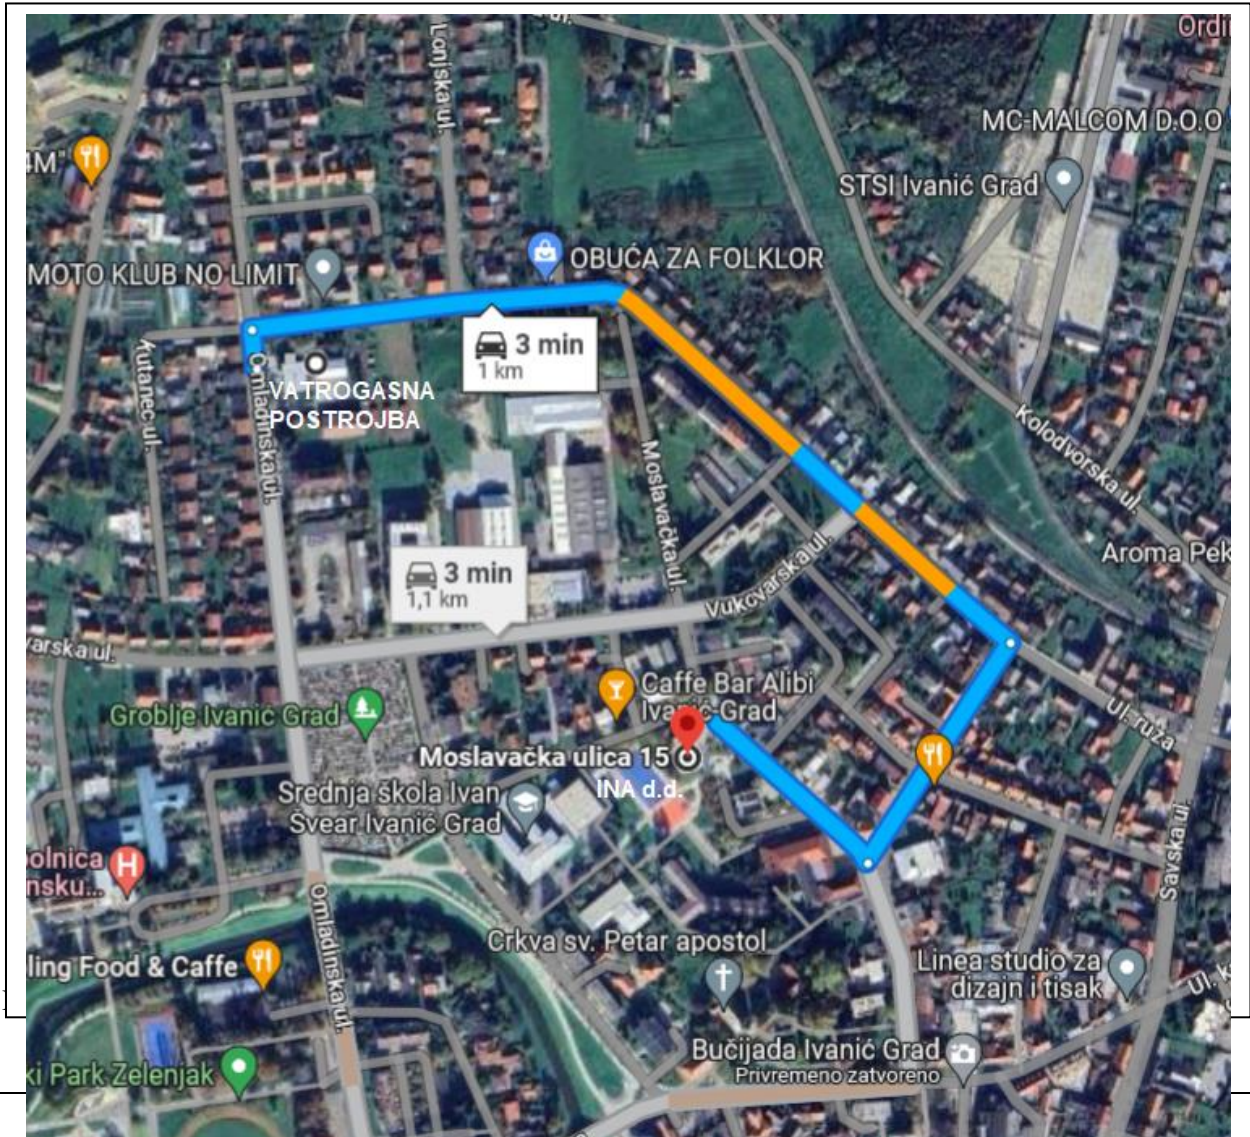 Ordi
Lonjska ul.
MC-MALCOM D.O.O
4M"
STSI Ivanić Grad
OBUĆA ZA FOLKLOR
MOTO KLUB NO LIMIT
3 min
1 km
Kutanec ul.
Omladinska ul.
VATROGASNA
POSTROJBA
Kolodvorska ul.
Moslavačka ul.
Aroma Pek
3 min
1,1 km
Vukovarska ul.
varska ul.
Caffe Bar Alibi
Ivanić-Grad
Groblje Ivanić Grad
Ul. ruža
Moslavačka ulica 15
INA d.d.
Srednja škola Ivan
Švear Ivanić Grad
Savska ul.
bolnica
nsku...
H
Omladinska ul.
Crkva sv. Petar apostol
ling Food & Caffe
Linea studio za
dizajn i tisak
Ul. k
Bučijada Ivanić Grad
Privremeno zatvoreno
ki Park Zelenjak